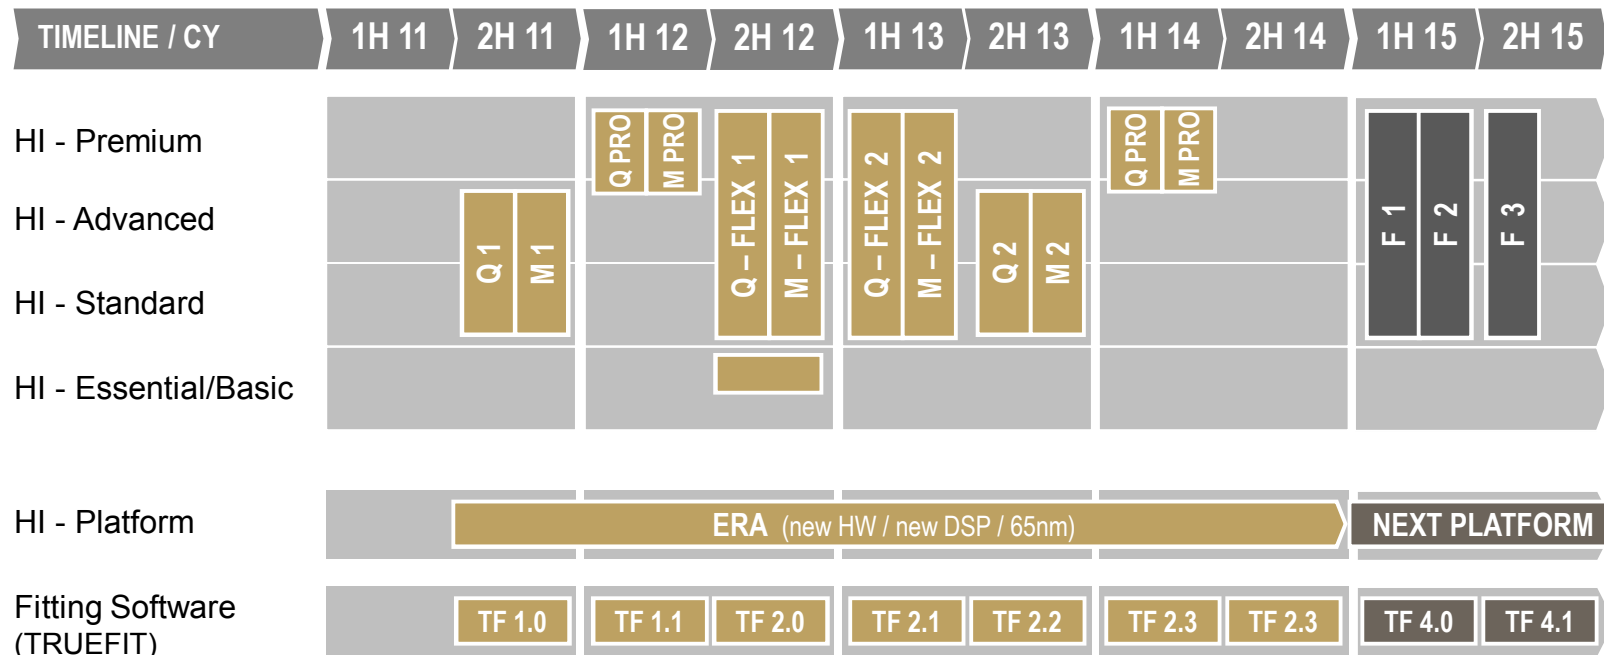 TIMELINE / CY 1H 11 2H 11 1H 12 2H 12 1H 13 2H 13 1H 14 2H 14 1H 15 2H 15
HI - Premium
Q PRO
M PRO
Q – FLEX 1
M – FLEX 1
Q – FLEX 2
M – FLEX 2
Q PRO
M PRO
F 1
F 2
F 3
HI - Advanced
Q 1
M 1
Q 2
M 2
HI - Standard
HI - Essential/Basic
HI - Platform
ERA (new HW / new DSP / 65nm)
NEXT PLATFORM
Fitting Software
(TRUEFIT)
TF 1.0 TF 1.1 TF 2.0 TF 2.1 TF 2.2 TF 2.3 TF 2.3 TF 4.0 TF 4.1